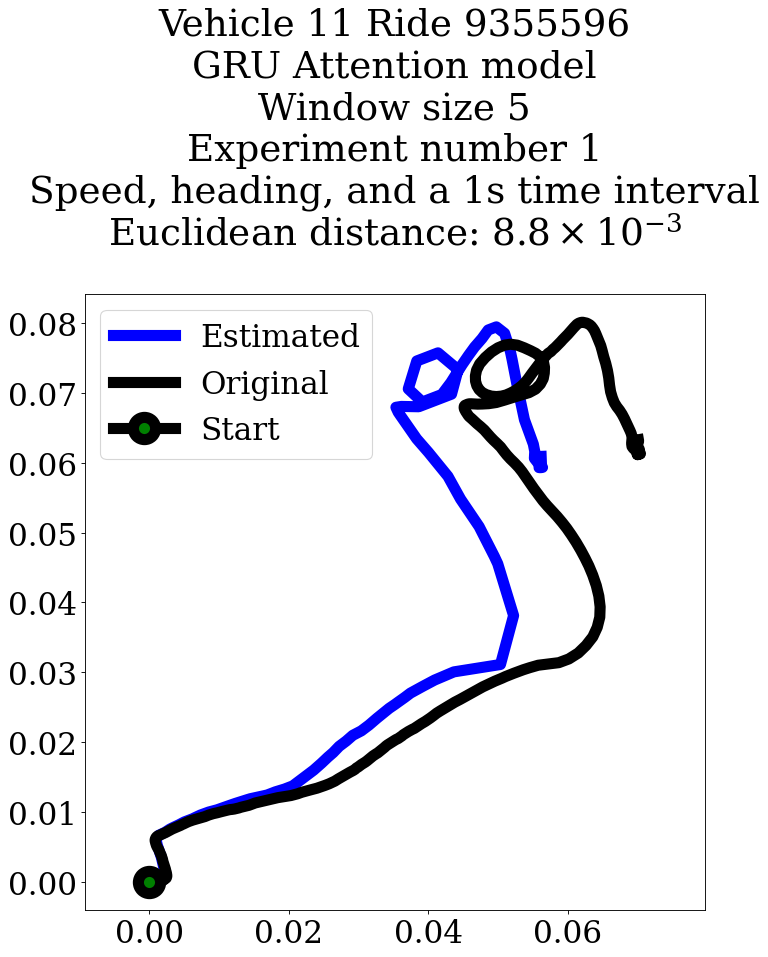 Vehicle 11 Ride 9355596
GRU Attention model
Window size 5
Experiment number 1
Speed, heading, and a 1s time interval
Euclidean distance: 8.8 × 10⁻³
Estimated
Original
Start
0.08
0.07
0.06
0.05
0.04
0.03
0.02
0.01
0.00
0.00 0.02 0.04 0.06